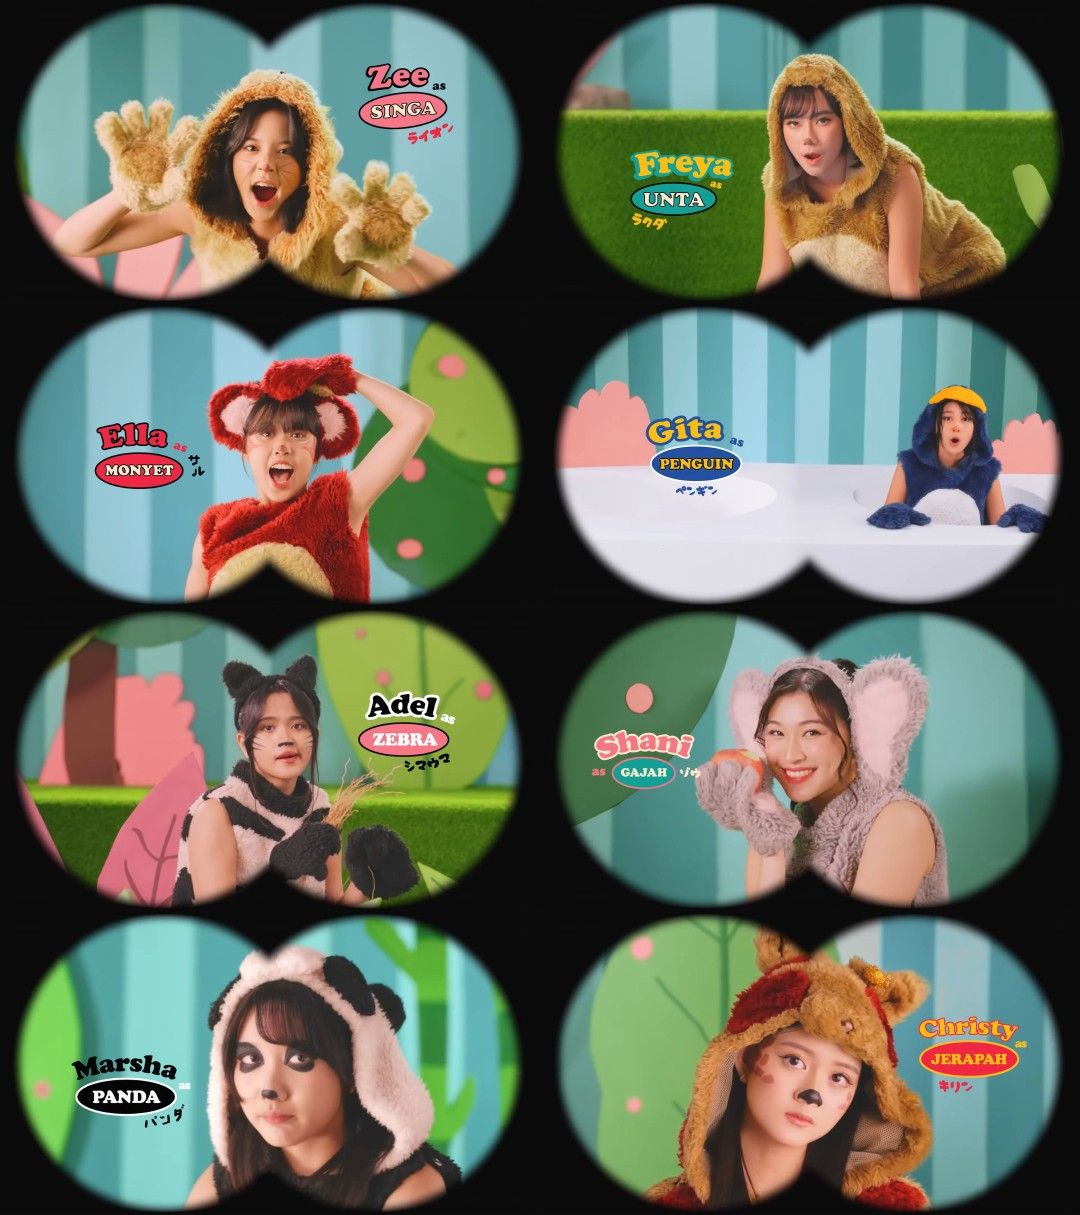 Zee as
SINGA
ライオン
Freya
as
UNTA
ラクダ
Ella as
MONYET サル
Gita as
PENGUIN
ペンギン
Adel as
ZEBRA
シマウマ
Shani
as GAJAH ゾウ
Marsha
as
PANDA
パンダ
Christy
as
JERAPAH
キリン